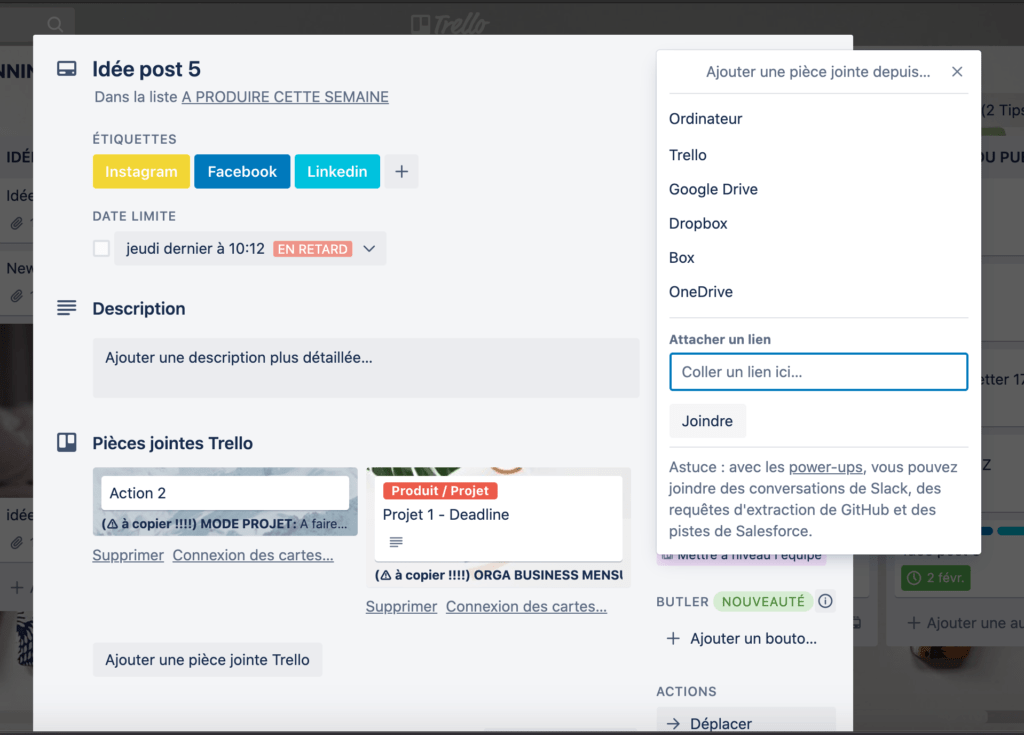 Trello
Idée post 5
Dans la liste A PRODUIRE CETTE SEMAINE
ÉTIQUETTES
Instagram
Facebook
Linkedin
+
DATE LIMITE
jeudi dernier à 10:12
EN RETARD
Description
Ajouter une description plus détaillée...
Pièces jointes Trello
Action 2
(⚠ à copier !!!!) MODE PROJET: A faire...
Supprimer Connexion des cartes...
Produit / Projet
Projet 1 - Deadline
(⚠ à copier !!!!) ORGA BUSINESS MENSU
Supprimer Connexion des cartes...
Ajouter une pièce jointe Trello
Ajouter une pièce jointe depuis...
Ordinateur
Trello
Google Drive
Dropbox
Box
OneDrive
Attacher un lien
Coller un lien ici...
Joindre
Astuce : avec les power-ups, vous pouvez
joindre des conversations de Slack, des
requêtes d'extraction de GitHub et des
pistes de Salesforce.
Mettre à niveau l'équipe
BUTLER NOUVEAUTÉ
+ Ajouter un bouto...
ACTIONS
→ Déplacer
(2 Tips
2 févr.
+ Ajouter une au